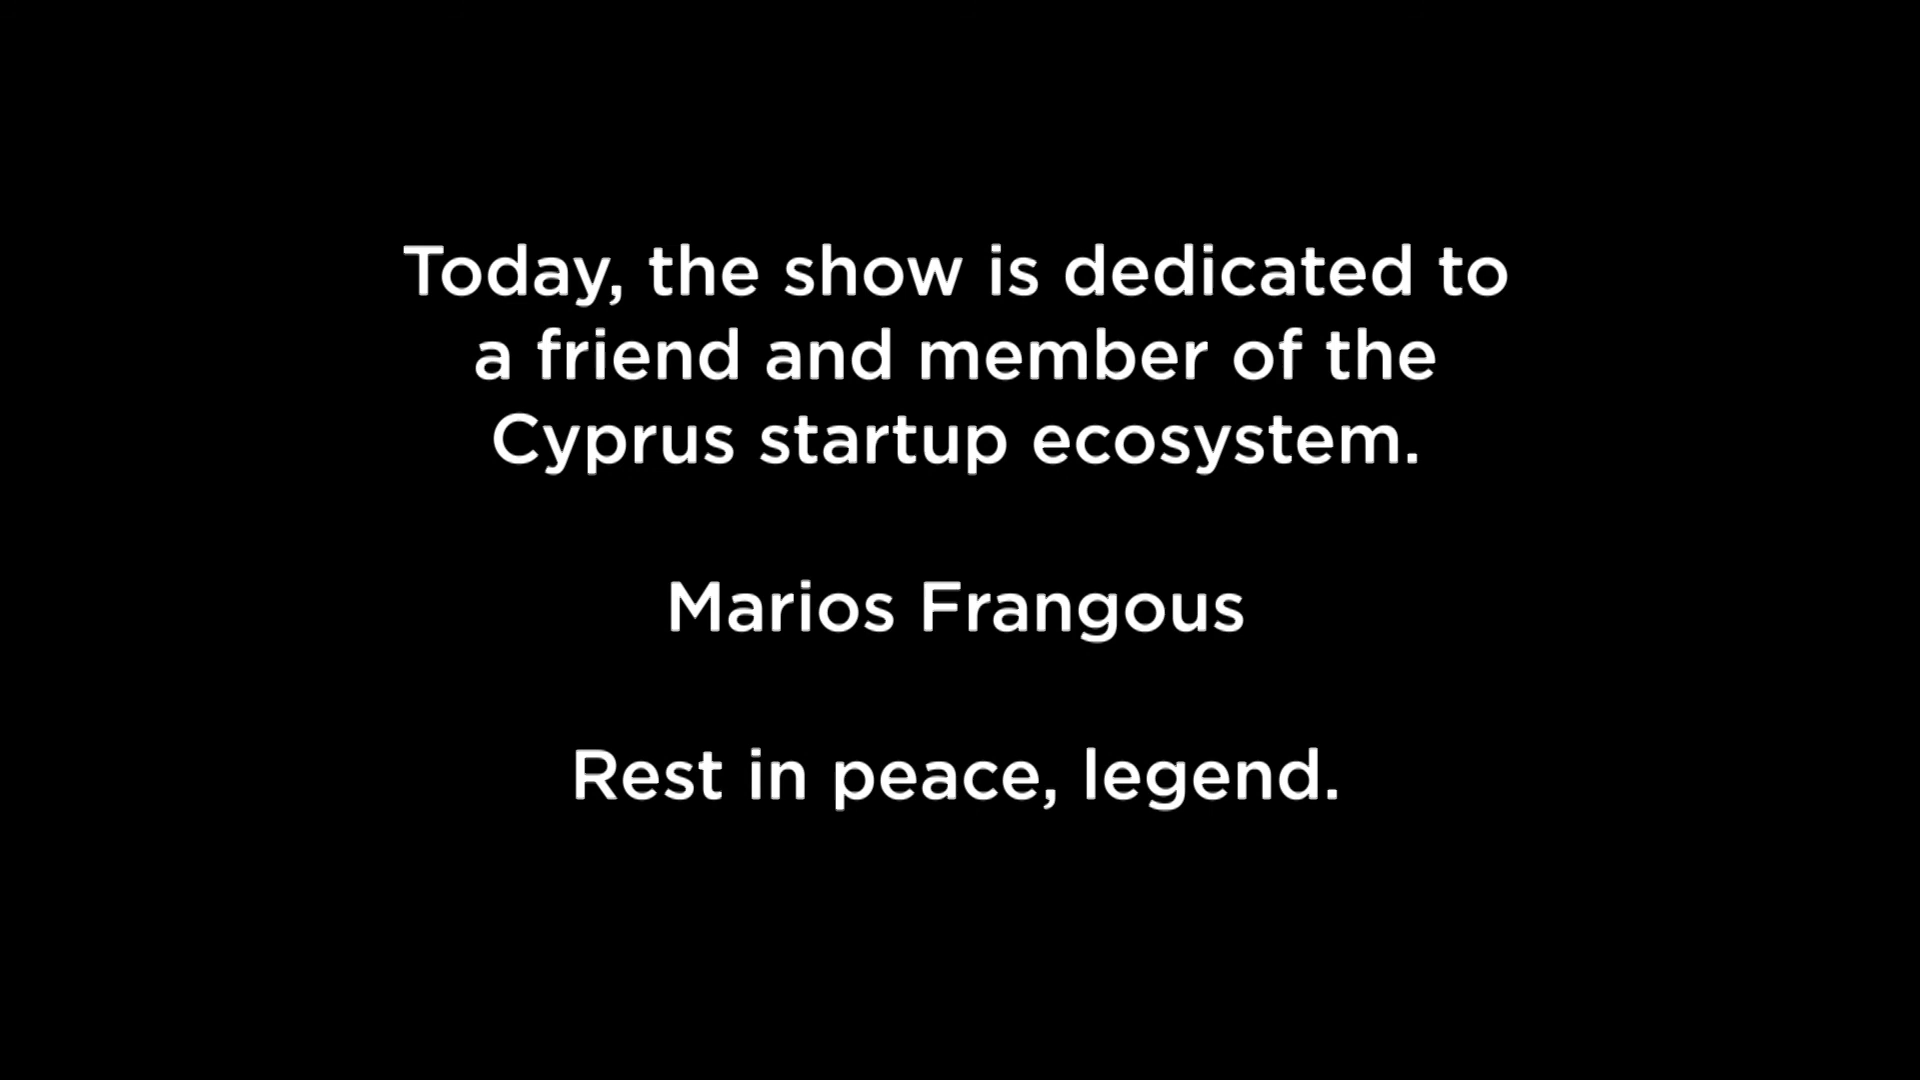 Today, the show is dedicated to
a friend and member of the
Cyprus startup ecosystem.
Marios Frangous
Rest in peace, legend.